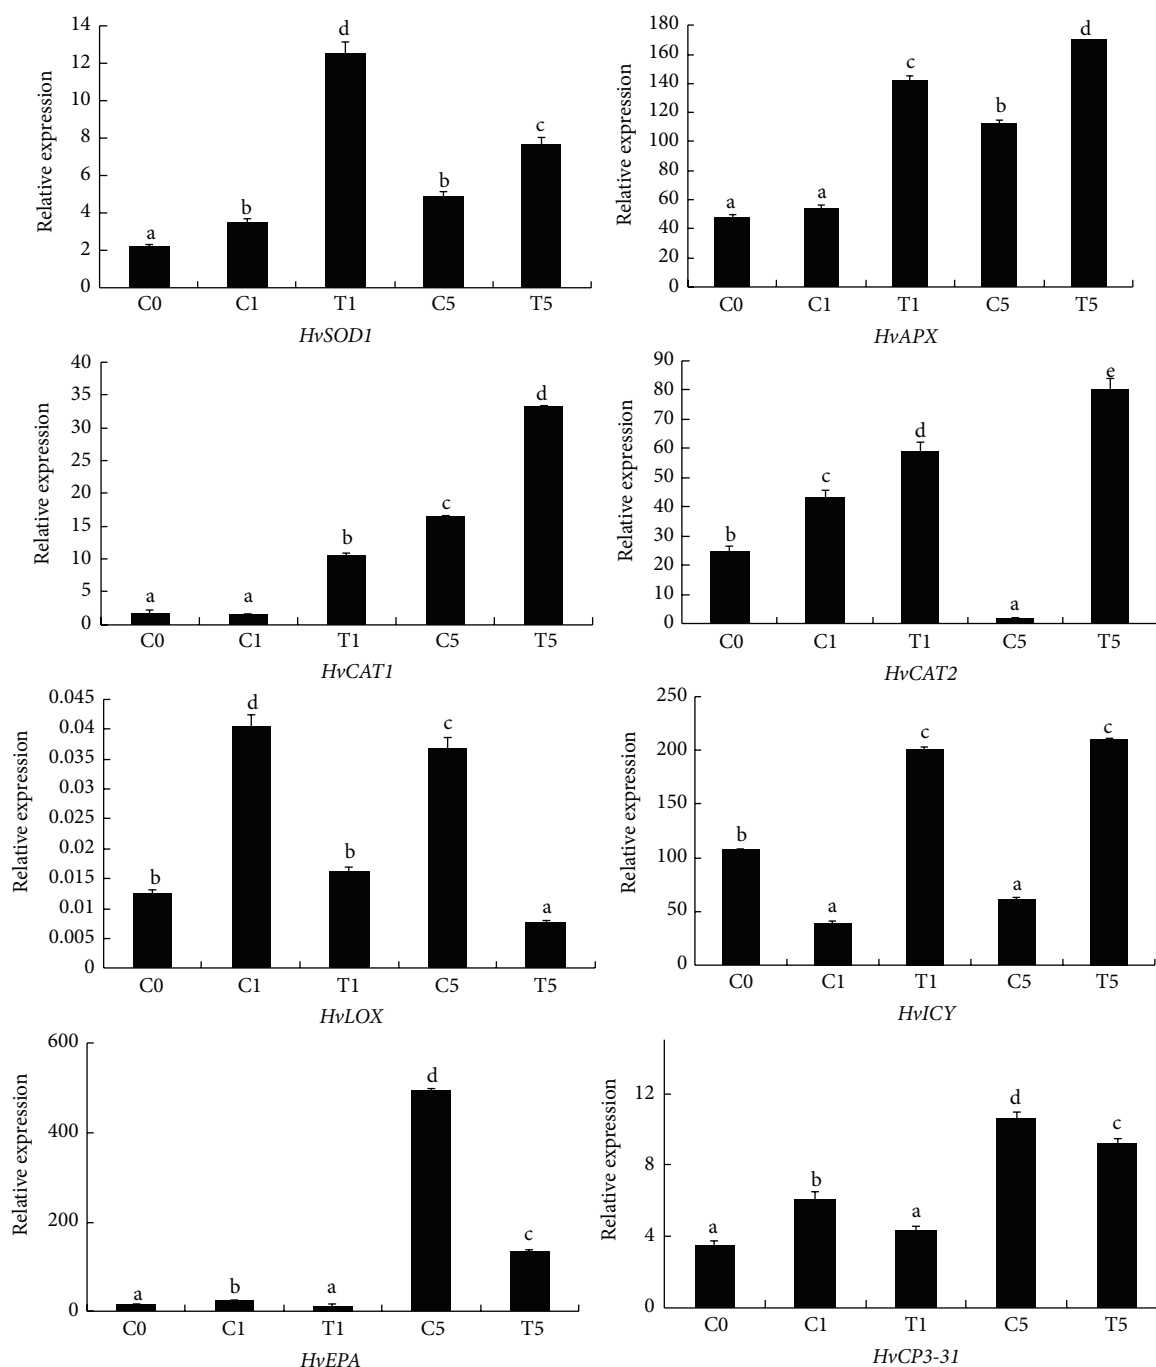 Relative expression
14
12
10
8
6
4
2
0
a
b
d
b
c
C0 C1 T1 C5 T5
HvSOD1
Relative expression
180
160
140
120
100
80
60
40
20
0
a
a
c
b
d
C0 C1 T1 C5 T5
HvAPX
Relative expression
40
35
30
25
20
15
10
5
0
a
a
b
c
d
C0 C1 T1 C5 T5
HvCAT1
Relative expression
90
80
70
60
50
40
30
20
10
0
b
c
d
a
e
C0 C1 T1 C5 T5
HvCAT2
Relative expression
0.045
0.04
0.035
0.03
0.025
0.02
0.015
0.01
0.005
0
b
d
b
c
a
C0 C1 T1 C5 T5
HvLOX
Relative expression
250
200
150
100
50
0
b
a
c
a
c
C0 C1 T1 C5 T5
HvICY
Relative expression
600
400
200
0
a
b
a
d
c
C0 C1 T1 C5 T5
HvEPA
Relative expression
12
8
4
0
a
b
a
d
c
C0 C1 T1 C5 T5
HvCP3-31